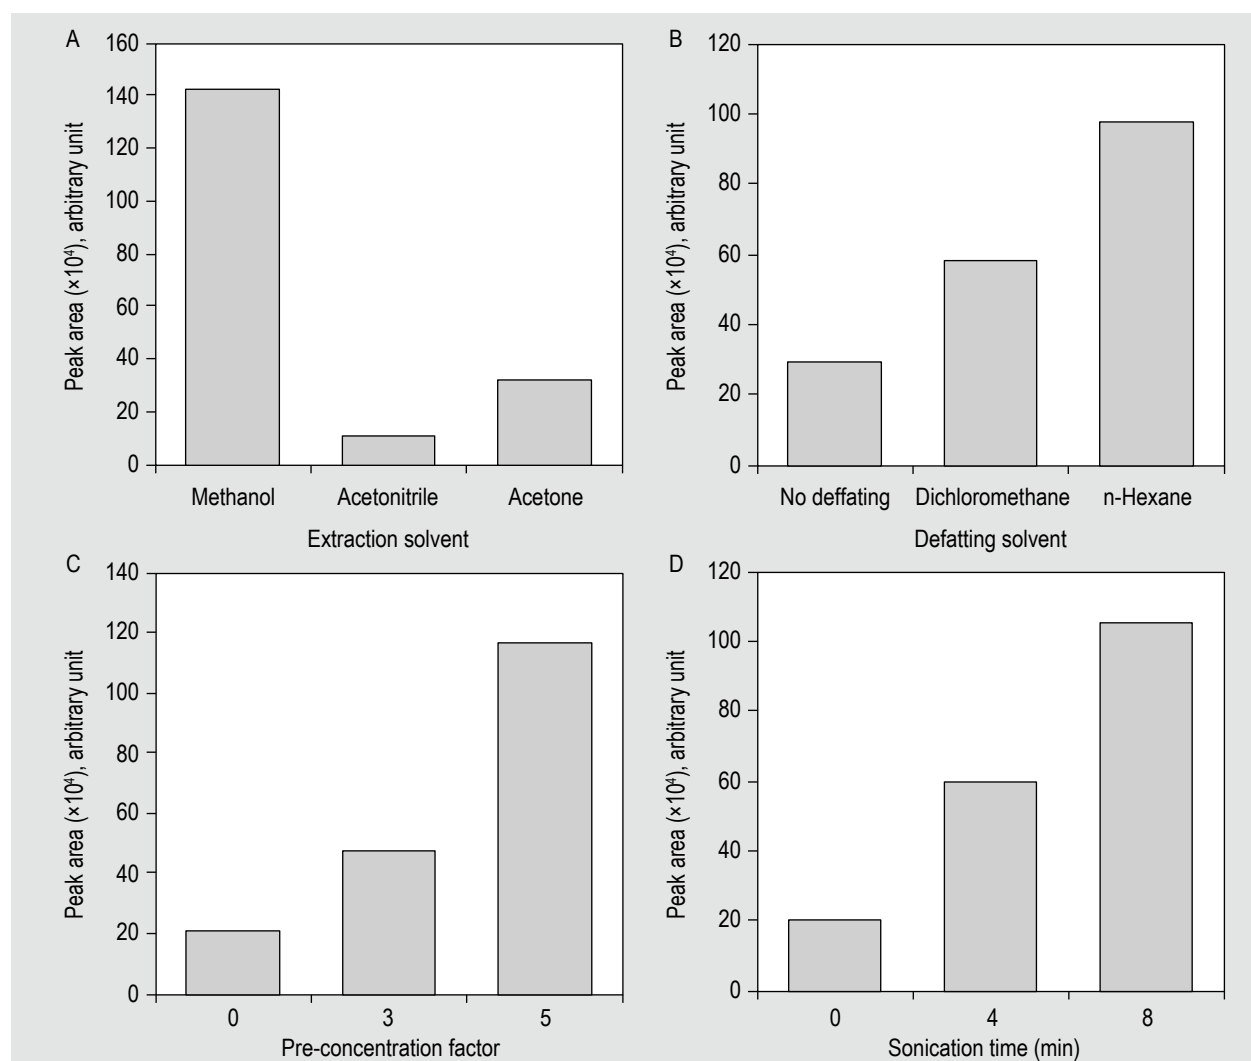 A
160
140
120
100
80
60
40
20
0
Peak area (×10⁴), arbitrary unit
Methanol Acetonitrile Acetone
Extraction solvent
B
120
100
80
60
40
20
0
Peak area (×10⁴), arbitrary unit
No deffating Dichloromethane n-Hexane
Defatting solvent
C
140
120
100
80
60
40
20
0
Peak area (×10⁴), arbitrary unit
0 3 5
Pre-concentration factor
D
120
100
80
60
40
20
0
Peak area (×10⁴), arbitrary unit
0 4 8
Sonication time (min)